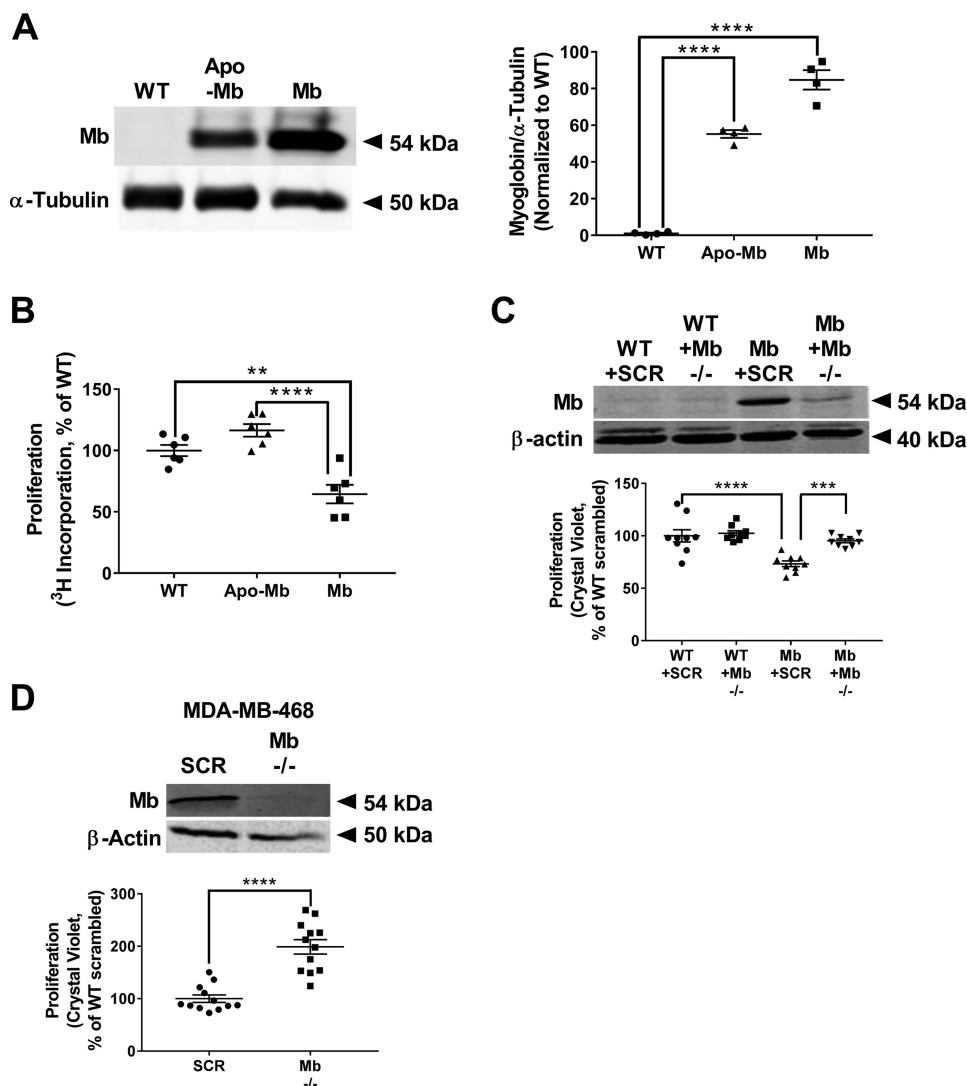 A
WT
Apo
-Mb
Mb
Mb
◄ 54 kDa
α-Tubulin
◄ 50 kDa
Myoglobin/α-Tubulin
(Normalized to WT)
100
80
60
40
20
0
****
****
WT
Apo-Mb
Mb
B
Proliferation
(³H Incorporation, % of WT)
150
100
50
0
**
****
WT
Apo-Mb
Mb
C
WT
+SCR
WT
+Mb
-/-
Mb
+SCR
Mb
+Mb
-/-
Mb
◄ 54 kDa
β-actin
◄ 40 kDa
Proliferation
(Crystal Violet,
% of WT scrambled)
150
100
50
0
****
***
WT
+SCR
WT
+Mb
-/-
Mb
+SCR
Mb
+Mb
-/-
D
MDA-MB-468
SCR
Mb
-/-
Mb
◄ 54 kDa
β-Actin
◄ 50 kDa
Proliferation
(Crystal Violet,
% of WT scrambled)
300
200
100
0
****
SCR
Mb
-/-